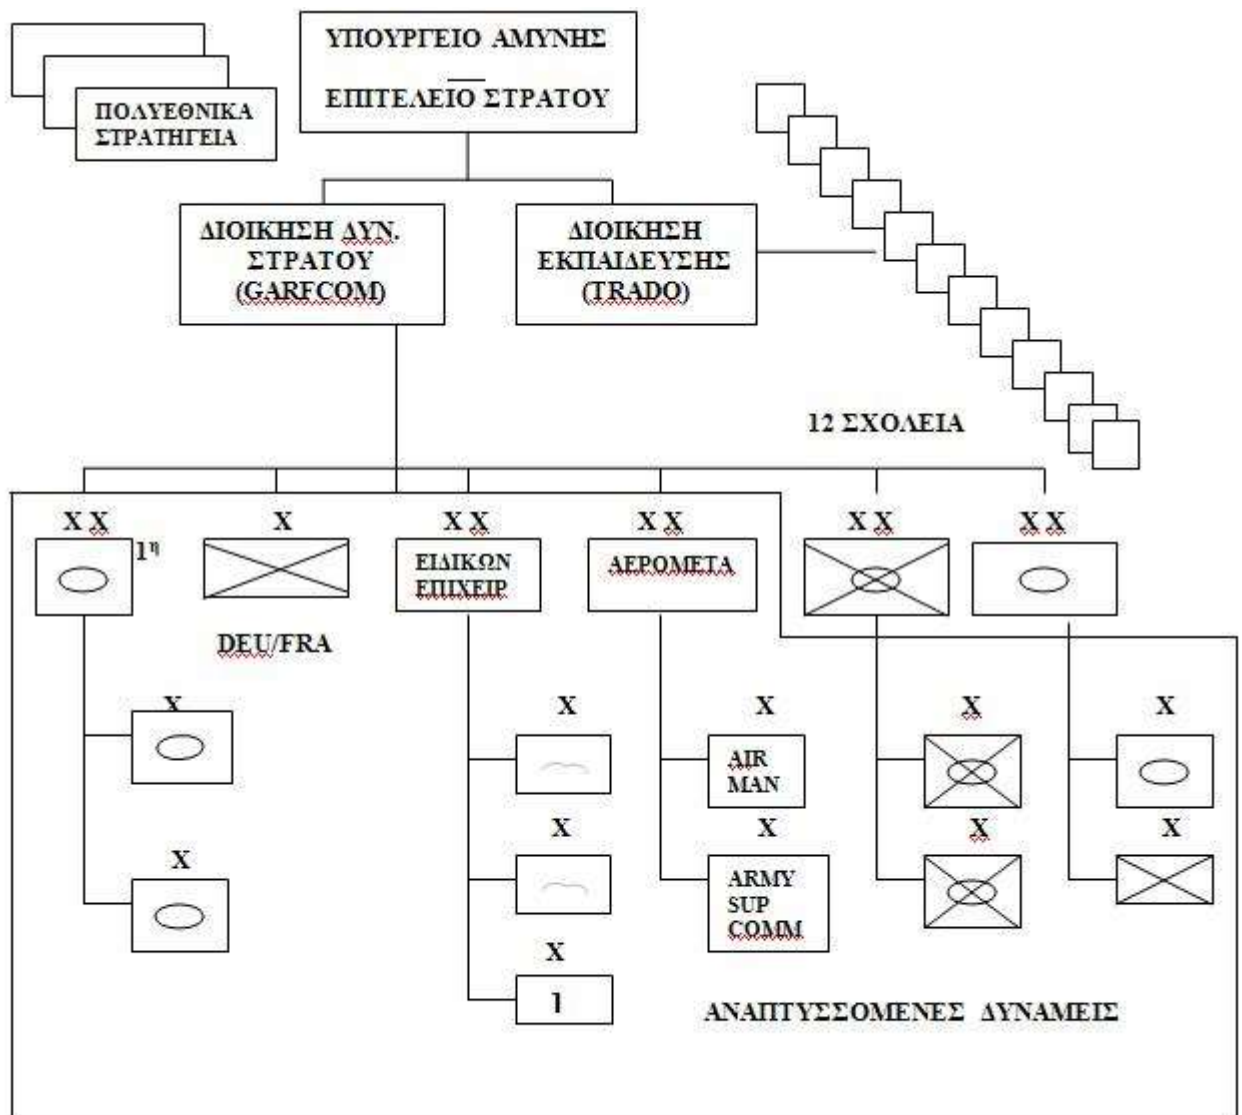 ΥΠΟΥΡΓΕΙΟ ΑΜΥΝΗΣ
ΕΠΙΤΕΛΕΙΟ ΣΤΡΑΤΟΥ
ΠΟΛΥΕΘΝΙΚΑ
ΣΤΡΑΤΗΓΕΙΑ
ΔΙΟΙΚΗΣΗ ΔΥΝ.
ΣΤΡΑΤΟΥ
(GARFCOM)
ΔΙΟΙΚΗΣΗ
ΕΚΠΑΙΔΕΥΣΗΣ
(TRADO)
12 ΣΧΟΛΕΙΑ
X X
X
X X
X X
X X
X X
1η
ΕΙΔΙΚΩΝ
ΕΠΙΧΕΙΡ
ΑΕΡΟΜΕΤΑ
DEU/FRA
X
X
X
X
X
AIR
MAN
X
X
X
X
X
ARMY
SUP
COMM
X
1
ΑΝΑΠΤΥΣΣΟΜΕΝΕΣ ΔΥΝΑΜΕΙΣ